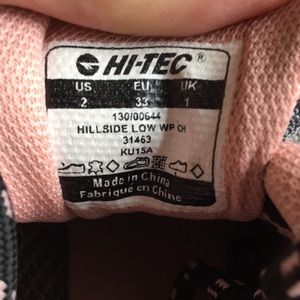 HI-TEC®
US EU UK
2 33 1
130/00644
HILLSIDE LOW WP CH
31463
KU15A
Made in China
Fabriqué en Chine